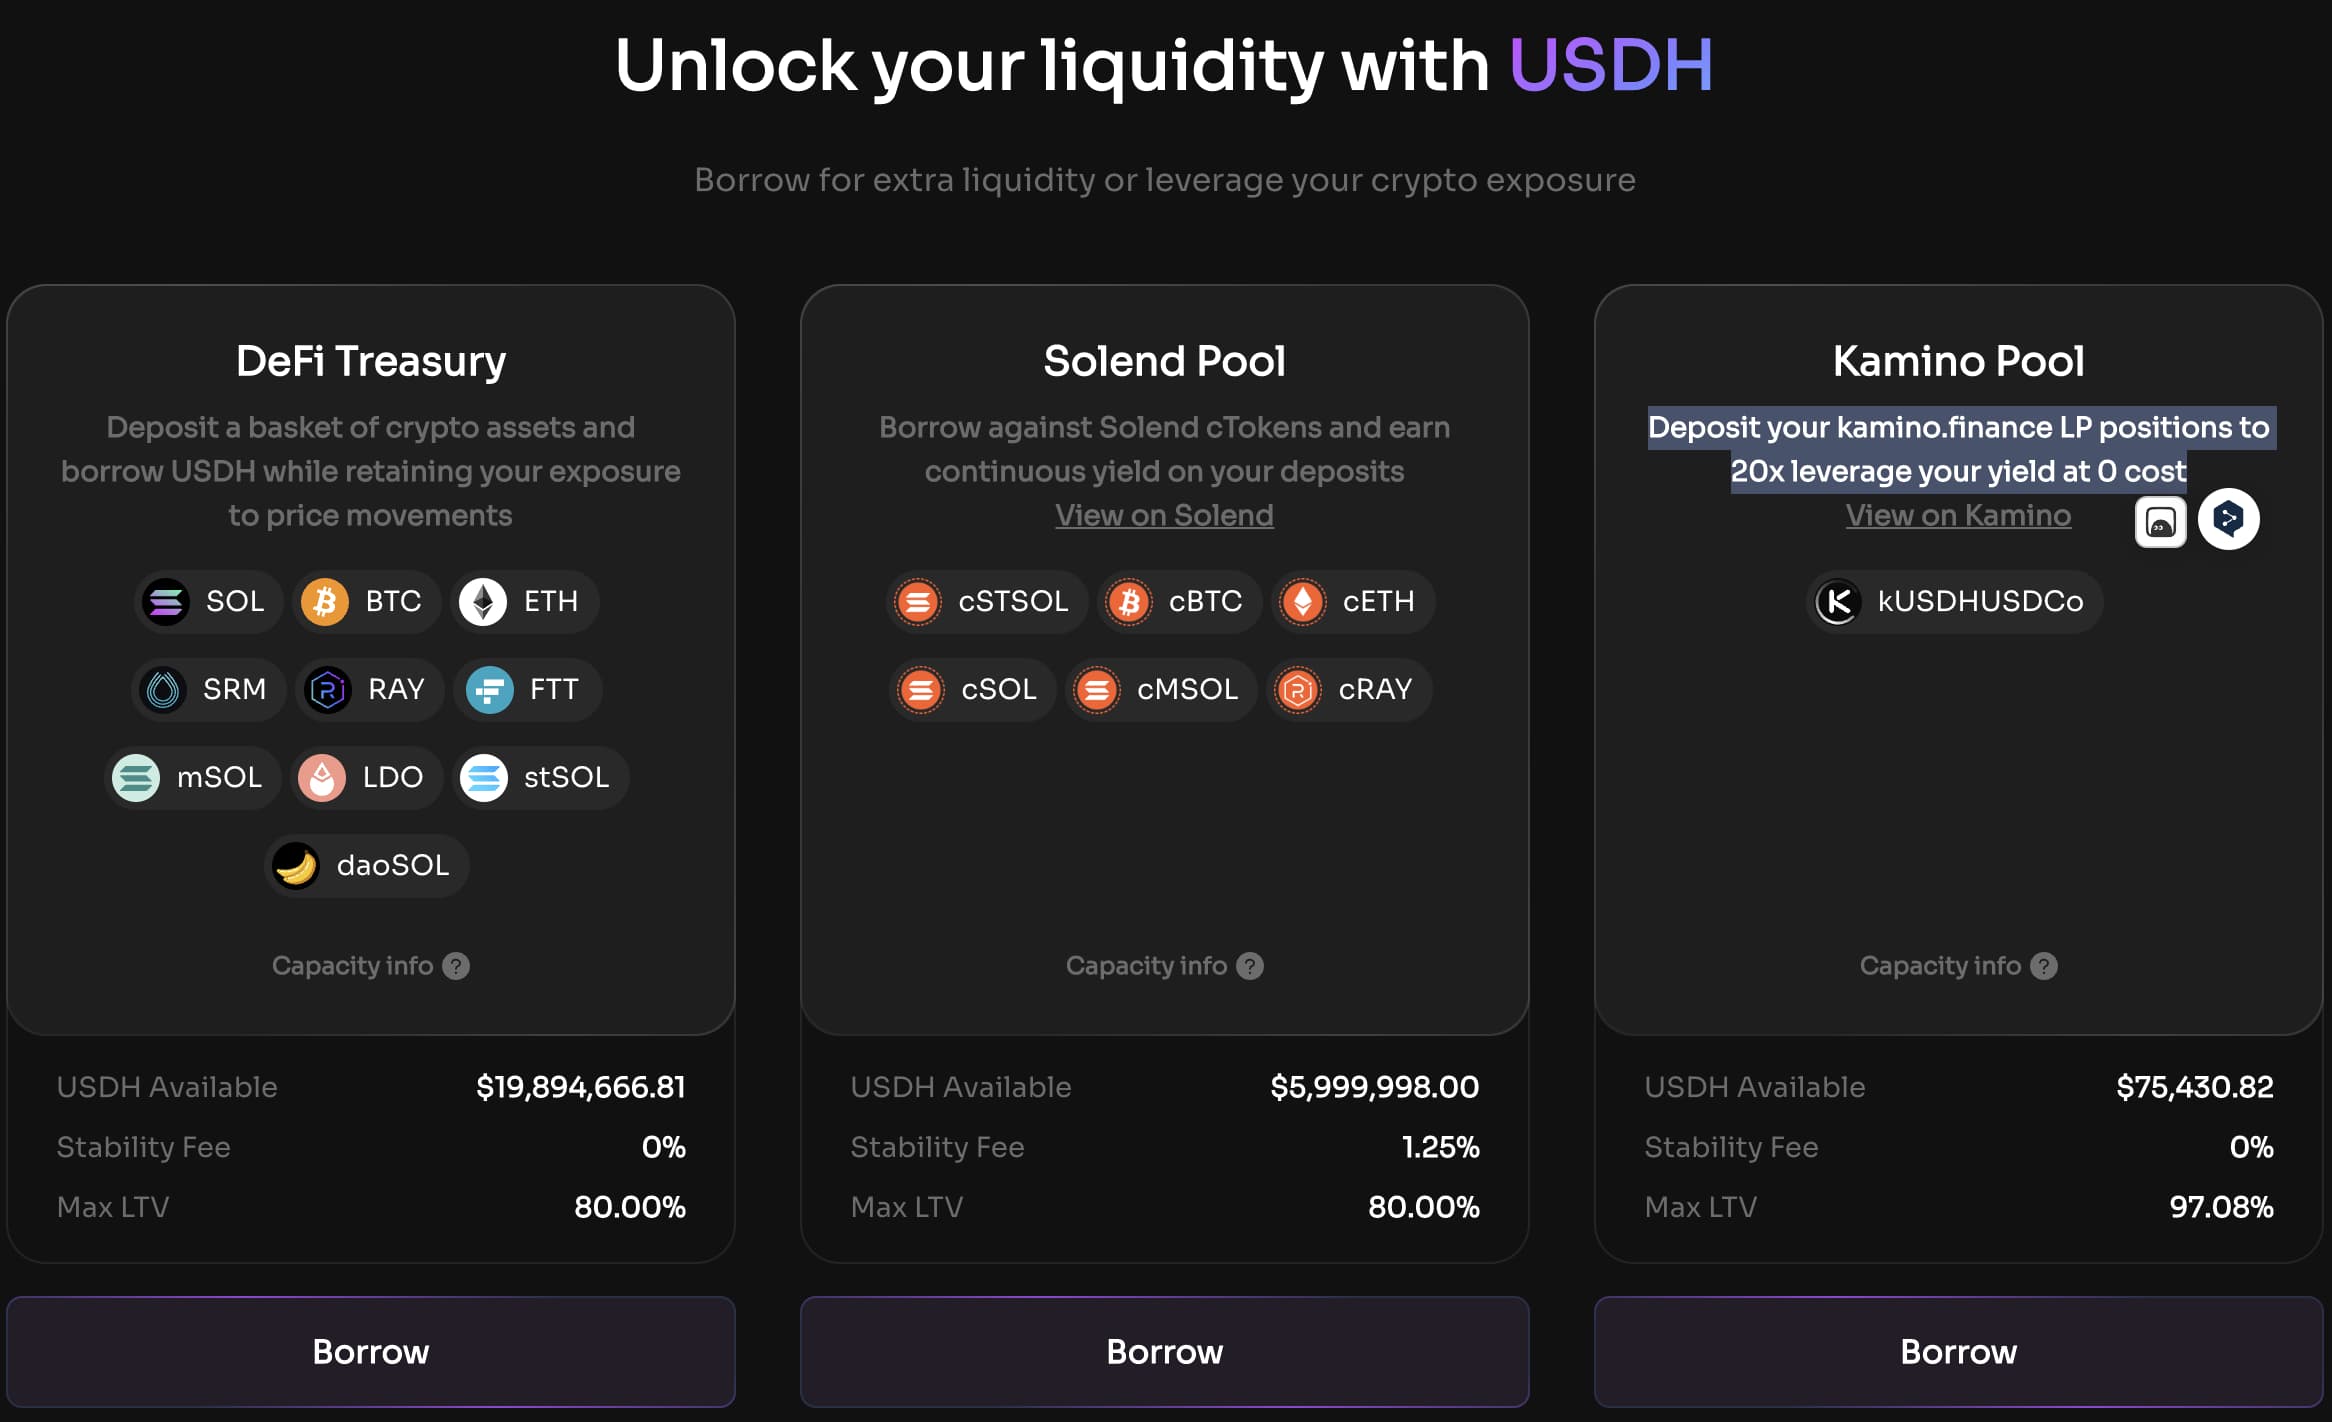 Unlock your liquidity with USDH
Borrow for extra liquidity or leverage your crypto exposure
DeFi Treasury
Deposit a basket of crypto assets and
borrow USDH while retaining your exposure
to price movements
SOL BTC ETH
SRM RAY FTT
mSOL LDO stSOL
daoSOL
Capacity info ?
USDH Available $19,894,666.81
Stability Fee 0%
Max LTV 80.00%
Borrow
Solend Pool
Borrow against Solend cTokens and earn
continuous yield on your deposits
View on Solend
cSTSOL cBTC cETH
cSOL cMSOL cRAY
Capacity info ?
USDH Available $5,999,998.00
Stability Fee 1.25%
Max LTV 80.00%
Borrow
Kamino Pool
Deposit your kamino.finance LP positions to
20x leverage your yield at 0 cost
View on Kamino
kUSDHUSDCo
Capacity info ?
USDH Available $75,430.82
Stability Fee 0%
Max LTV 97.08%
Borrow